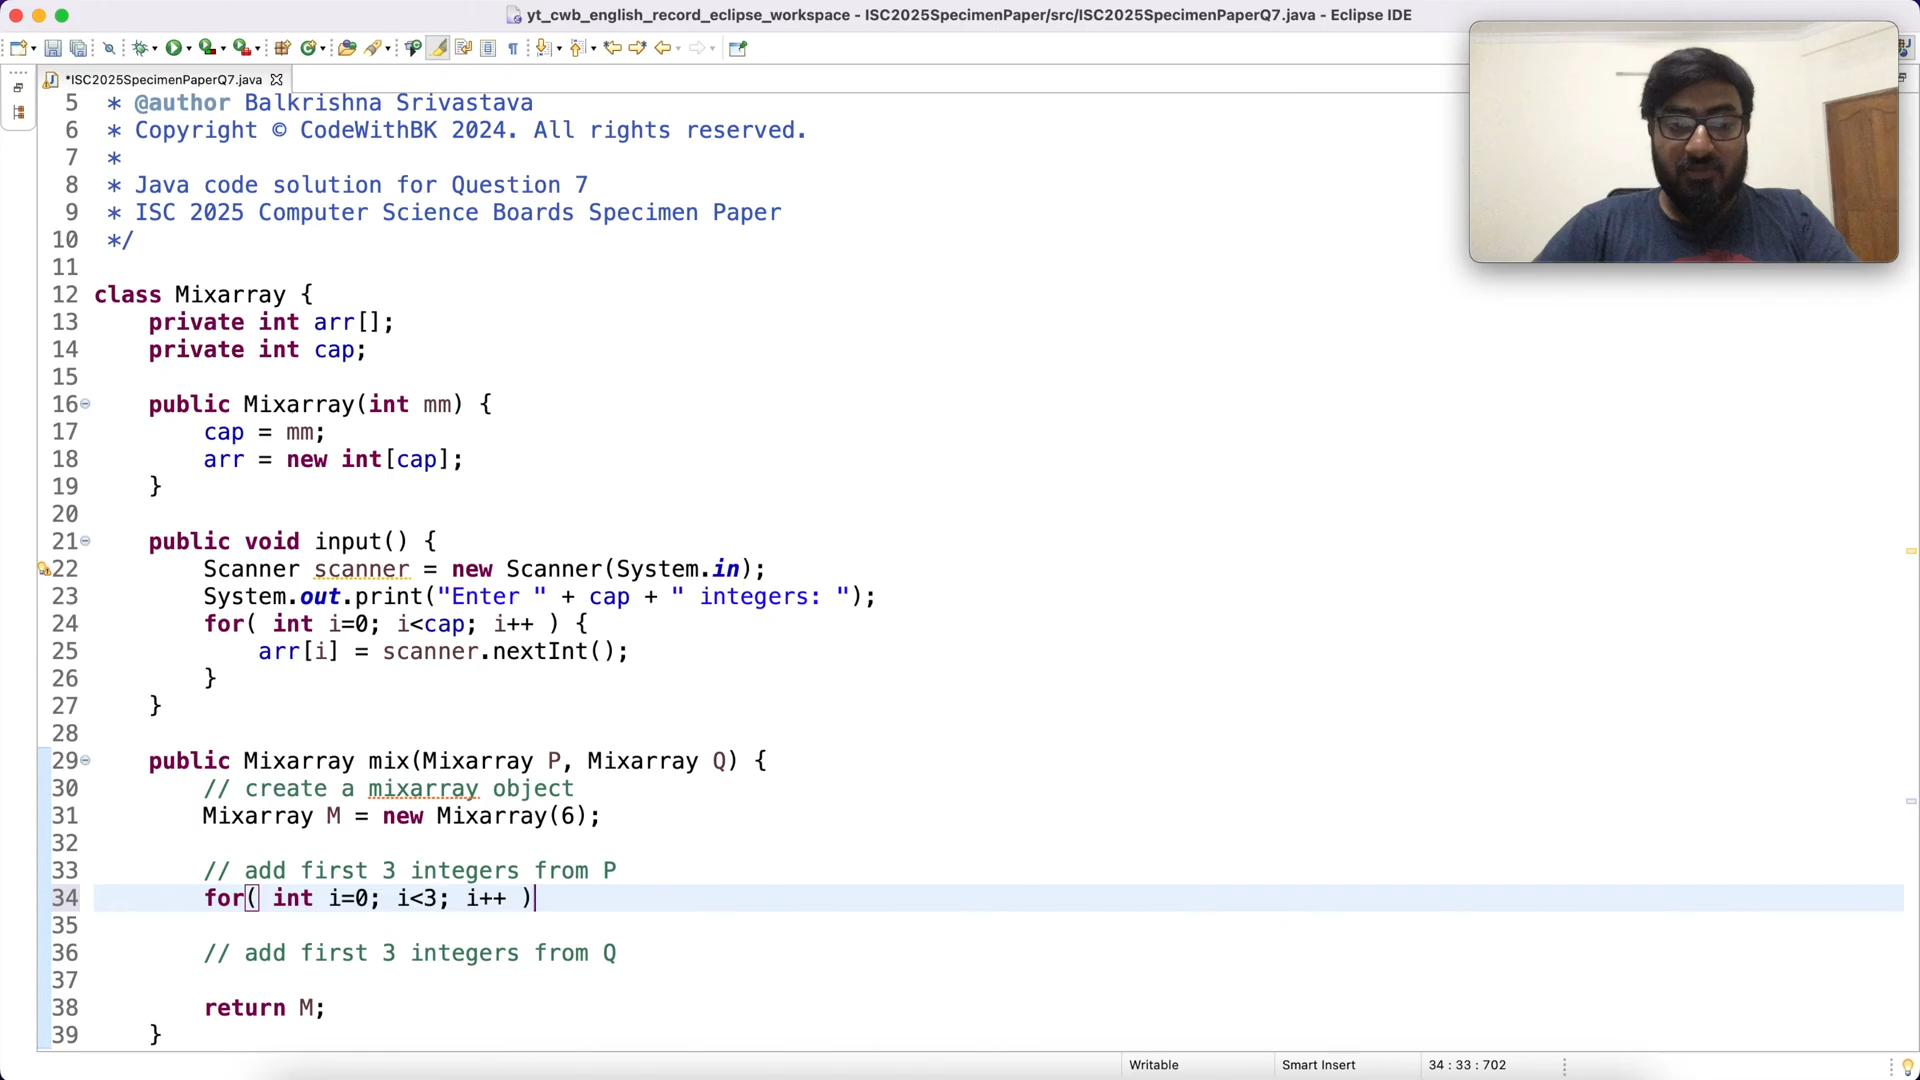 yt_cwb_english_record_eclipse_workspace - ISC2025SpecimenPaper/src/ISC2025SpecimenPaperQ7.java - Eclipse IDE
*ISC2025SpecimenPaperQ7.java
5 * @author Balkrishna Srivastava
6 * Copyright © CodeWithBK 2024. All rights reserved.
7 *
8 * Java code solution for Question 7
9 * ISC 2025 Computer Science Boards Specimen Paper
10 */
11
12 class Mixarray {
13 private int arr[];
14 private int cap;
15
16 public Mixarray(int mm) {
17 cap = mm;
18 arr = new int[cap];
19 }
20
21 public void input() {
22 Scanner scanner = new Scanner(System.in);
23 System.out.print("Enter " + cap + " integers: ");
24 for( int i=0; i<cap; i++ ) {
25 arr[i] = scanner.nextInt();
26 }
27 }
28
29 public Mixarray mix(Mixarray P, Mixarray Q) {
30 // create a mixarray object
31 Mixarray M = new Mixarray(6);
32
33 // add first 3 integers from P
34 for( int i=0; i<3; i++ )
35
36 // add first 3 integers from Q
37
38 return M;
39 }
Writable Smart Insert 34 : 33 : 702